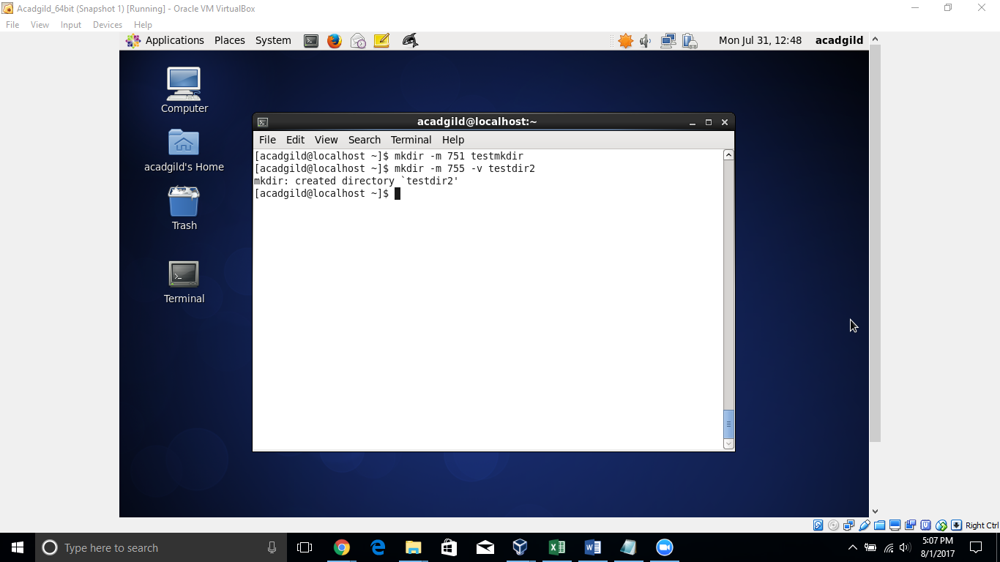 Acadgild_64bit (Snapshot 1) [Running] - Oracle VM VirtualBox
File View Input Devices Help
Applications Places System Mon Jul 31, 12:48 acadgild
Computer
acadgild's Home
Trash
Terminal
acadgild@localhost:~
File Edit View Search Terminal Help
[acadgild@localhost ~]$ mkdir -m 751 testmkdir
[acadgild@localhost ~]$ mkdir -m 755 -v testdir2
mkdir: created directory `testdir2'
[acadgild@localhost ~]$
Right Ctrl
Type here to search
5:07 PM
8/1/2017